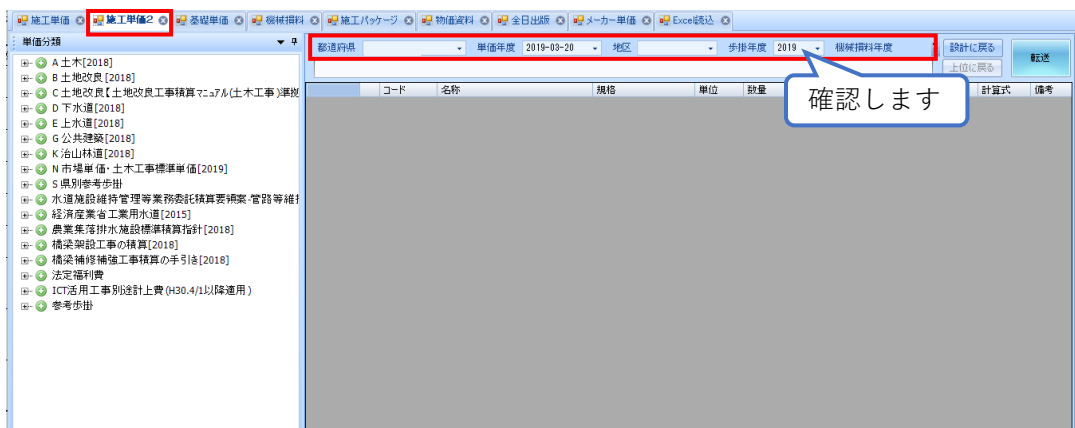 施工単価 施工単価2 基礎単価 機械損料 施工パッケージ 物価資料 全日出版 メーカー単価 Excel読込
単価分類
都道府県 単価年度 2019-03-20 地区 歩掛年度 2019 機械損料年度
設計に戻る
上位に戻る
転送
コード 名称 規格 単位 数量 計算式 備考
確認します
A 土木[2018]
B 土地改良[2018]
C 土地改良【土地改良工事積算マニュアル(土木工事)準拠
D 下水道[2018]
E 上水道[2018]
G 公共建築[2018]
K 治山林道[2018]
N 市場単価・土木工事標準単価[2019]
S 県別参考歩掛
水道施設維持管理等業務委託積算要領案-管路等維持
経済産業省工業用水道[2015]
農業集落排水施設標準積算指針[2018]
橋梁架設工事の積算[2018]
橋梁補修補強工事積算の手引き[2018]
法定福利費
ICT活用工事別途計上費(H30.4/1以降適用)
参考歩掛